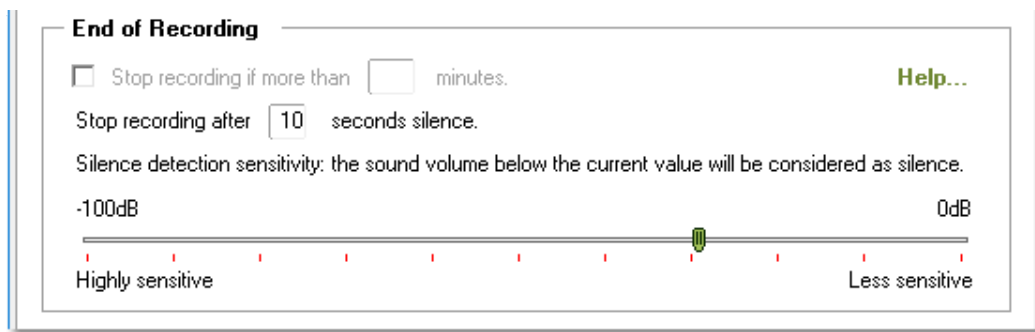 End of Recording
Stop recording if more than minutes.
Help...
Stop recording after 10 seconds silence.
Silence detection sensitivity: the sound volume below the current value will be considered as silence.
-100dB 0dB
Highly sensitive Less sensitive